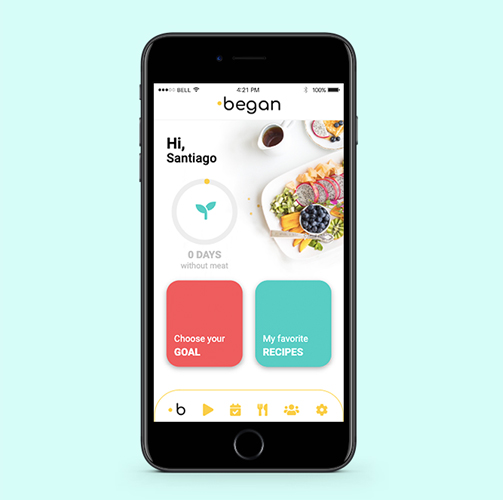 BELL
4:21 PM
100%
began
Hi,
Santiago
0 DAYS
without meat
Choose your
GOAL
My favorite
RECIPES
b